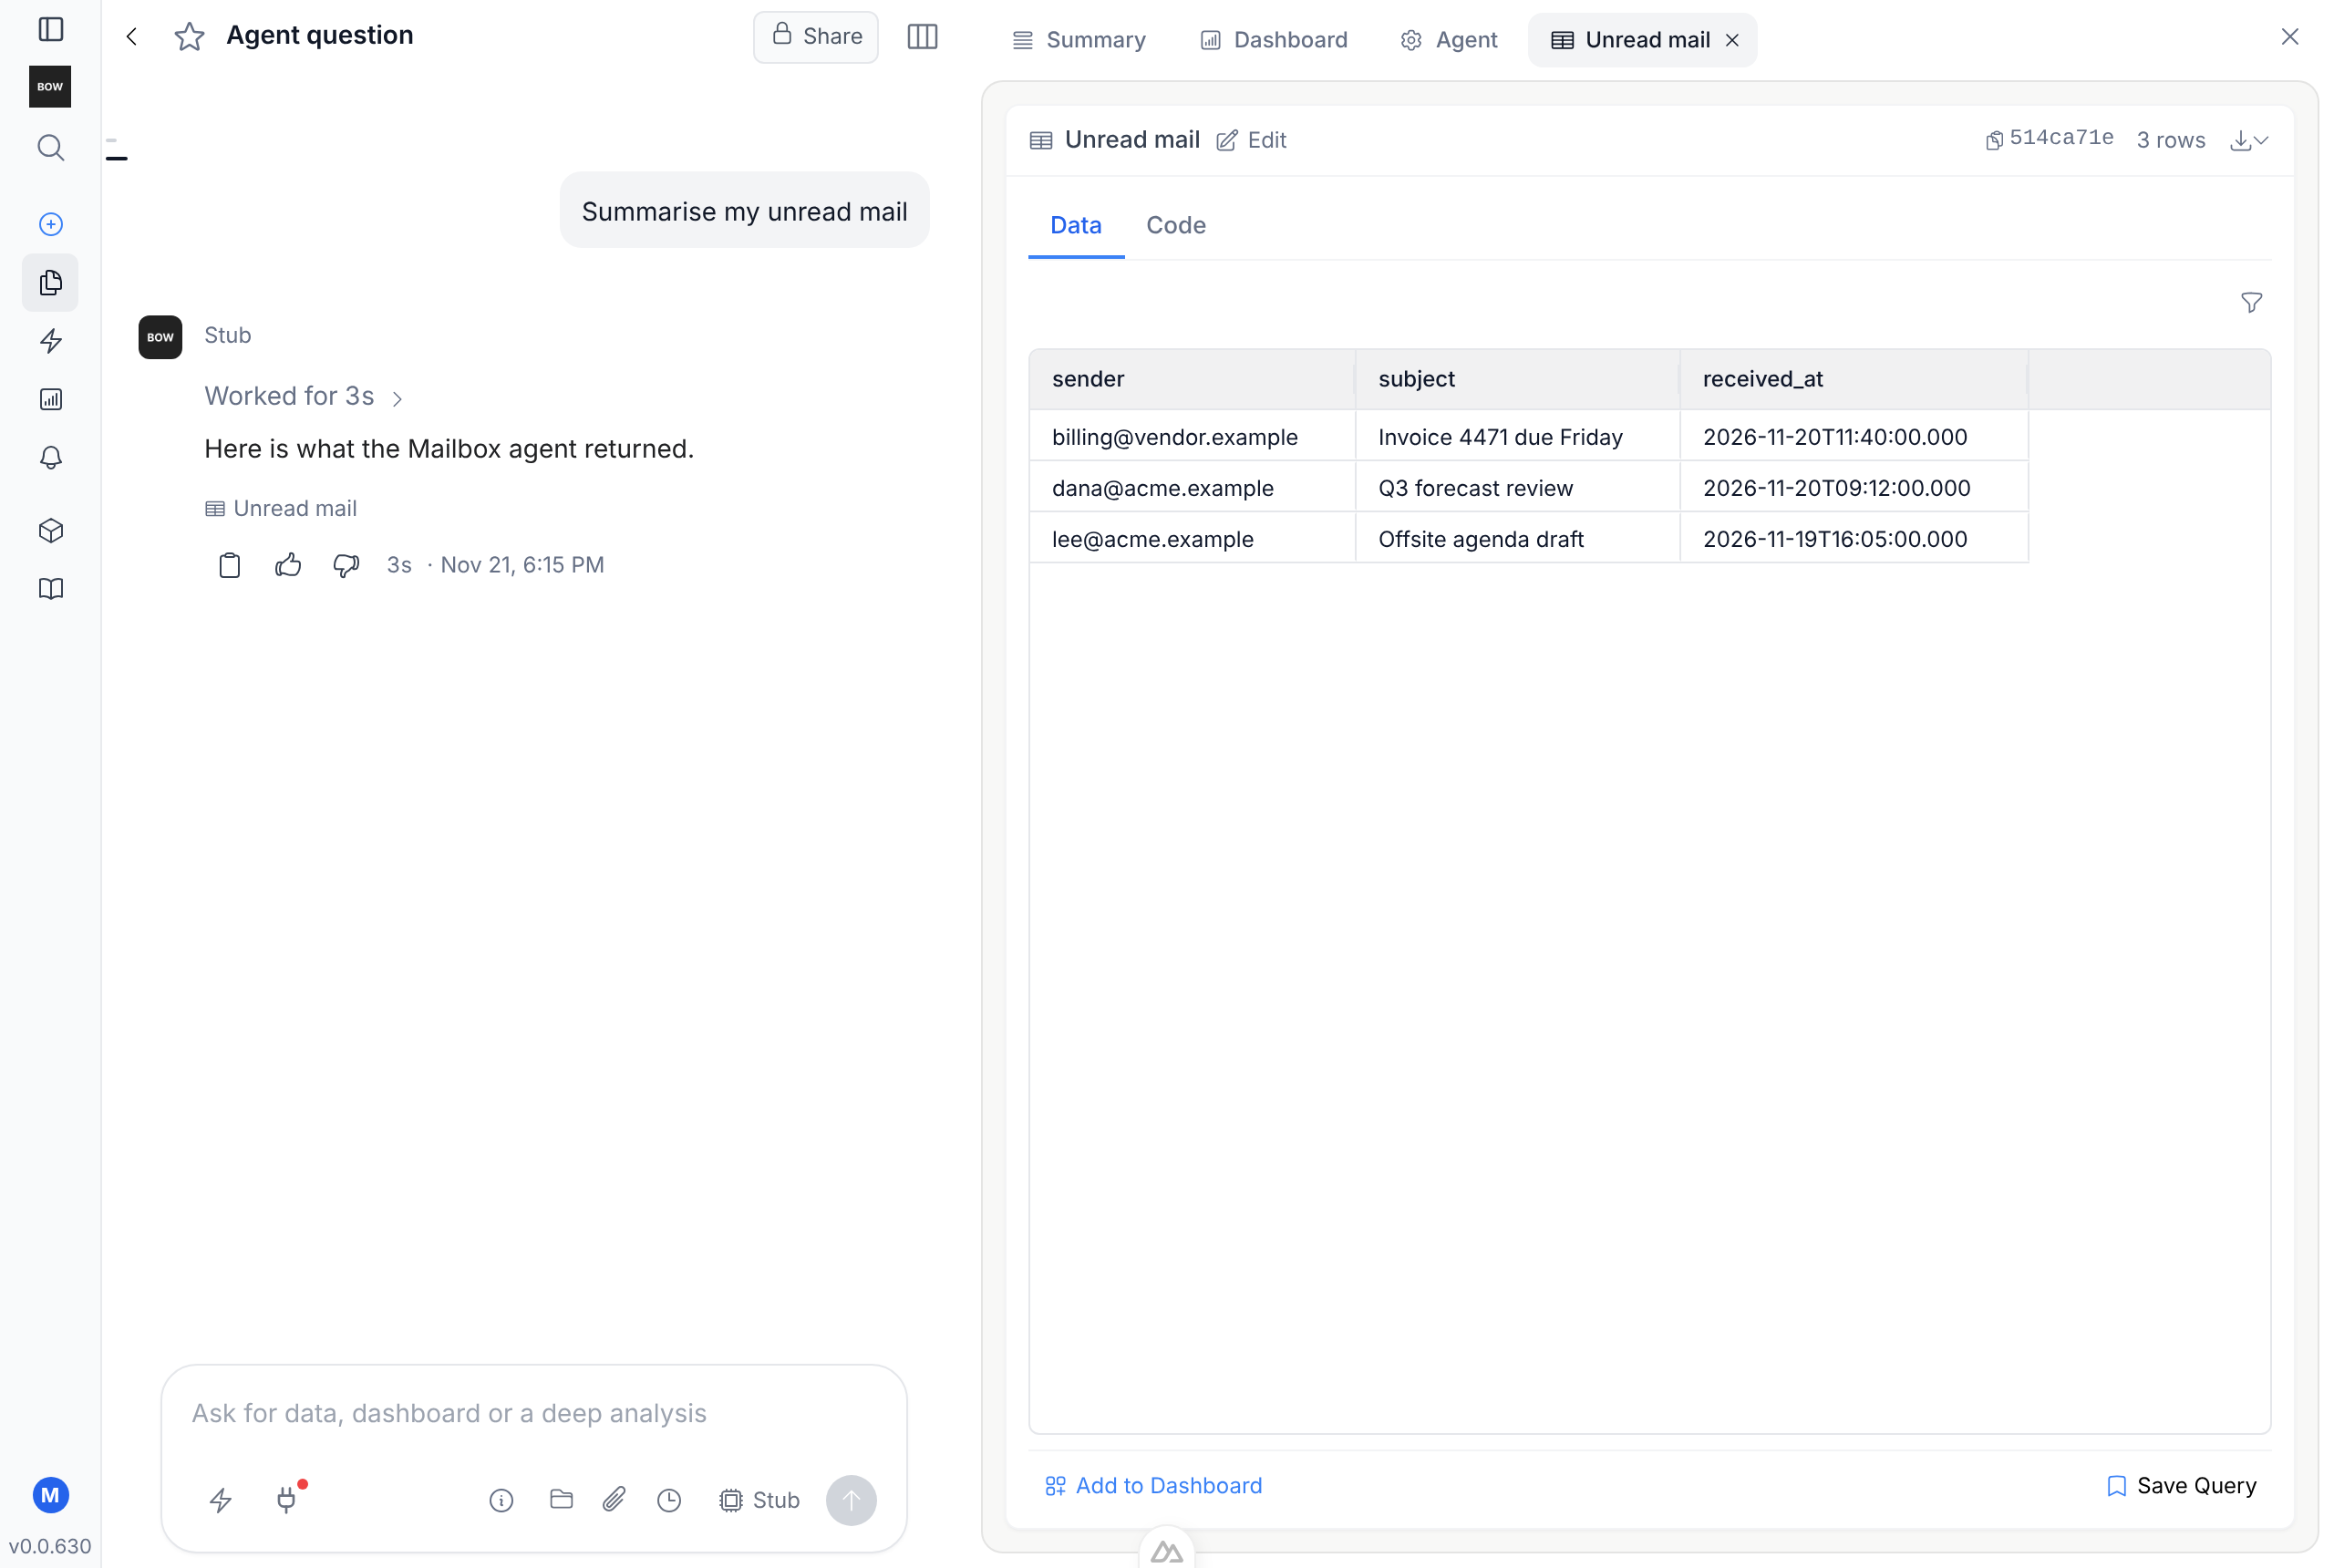 Agent question
Share
Summary
Dashboard
Agent
Unread mail
BOW
Summarise my unread mail
BOW
Stub
Worked for 3s
Here is what the Mailbox agent returned.
Unread mail
3s · Nov 21, 6:15 PM
Unread mail
Edit
514ca71e
3 rows
Data
Code
sender subject received_at
billing@vendor.example Invoice 4471 due Friday 2026-11-20T11:40:00.000
dana@acme.example Q3 forecast review 2026-11-20T09:12:00.000
lee@acme.example Offsite agenda draft 2026-11-19T16:05:00.000
Ask for data, dashboard or a deep analysis
Stub
Add to Dashboard
Save Query
M
v0.0.630